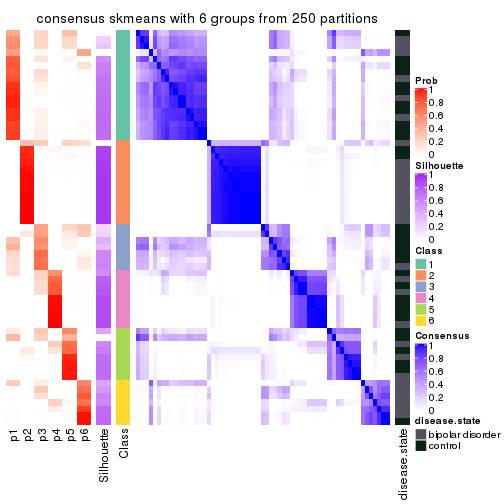 consensus skmeans with 6 groups from 250 partitions
Prob
1
0.8
0.6
0.4
0.2
0
Silhouette
1
0.8
0.6
0.4
0.2
0
Class
1
2
3
4
5
6
Consensus
1
0.8
0.6
0.4
0.2
0
disease.state
bipolar disorder
control
p1
p2
p3
p4
p5
p6
Silhouette
Class
disease.state